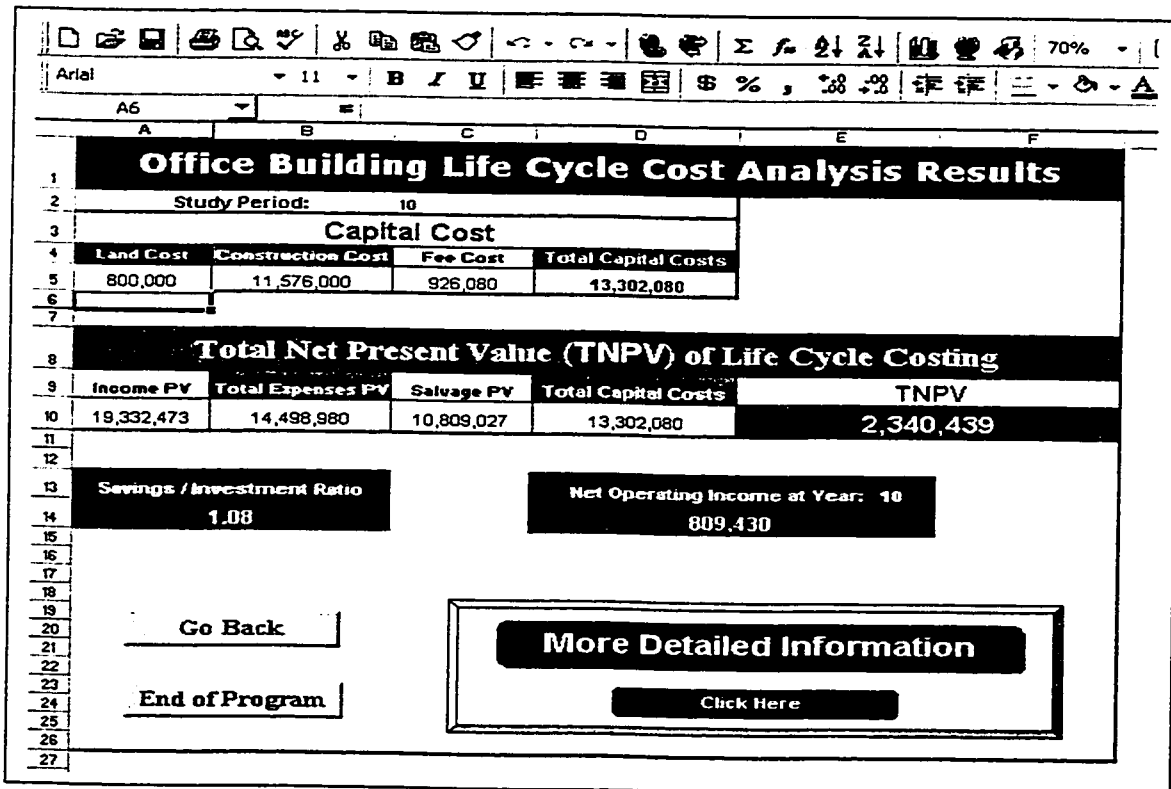 ABC 70%
Arial 11 B I U $ % ,
A6 =
A B C D E F
1 Office Building Life Cycle Cost Analysis Results
2 Study Period: 10
3 Capital Cost
4 Land Cost Construction Cost Fee Cost Total Capital Costs
5 800,000 11,576,000 926,080 13,302,080
6
7
8 Total Net Present Value (TNPV) of Life Cycle Costing
9 Income PV Total Expenses PV Salvage PV Total Capital Costs TNPV
10 19,332,473 14,498,980 10,809,027 13,302,080 2,340,439
11
12
13 Savings / Investment Ratio Net Operating Income at Year: 10
14 1.08 809,430
15
16
17
18
19
20 Go Back
21 More Detailed Information
22
23
24 End of Program Click Here
25
26
27